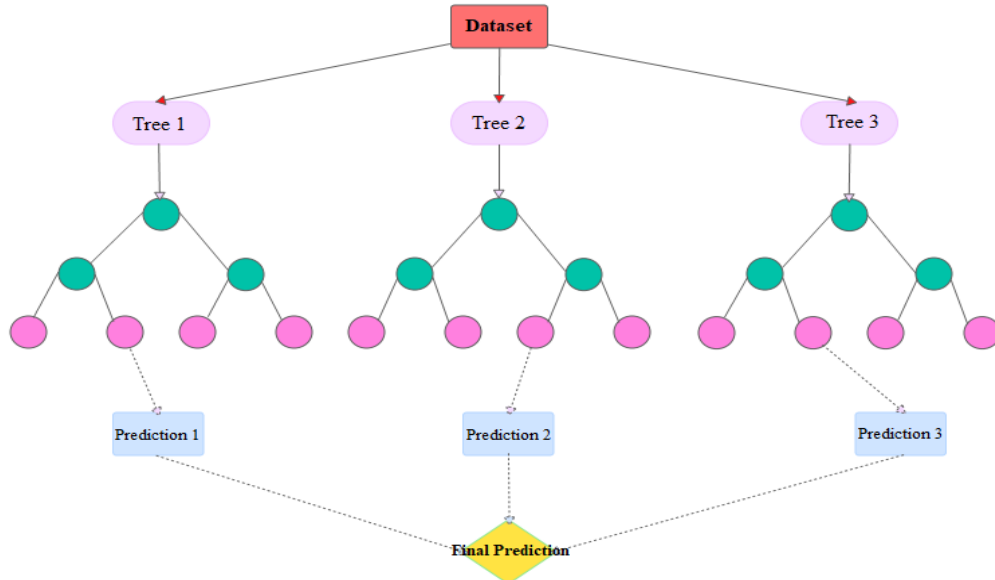 Dataset
Tree 1
Tree 2
Tree 3
Prediction 1
Prediction 2
Prediction 3
Final Prediction